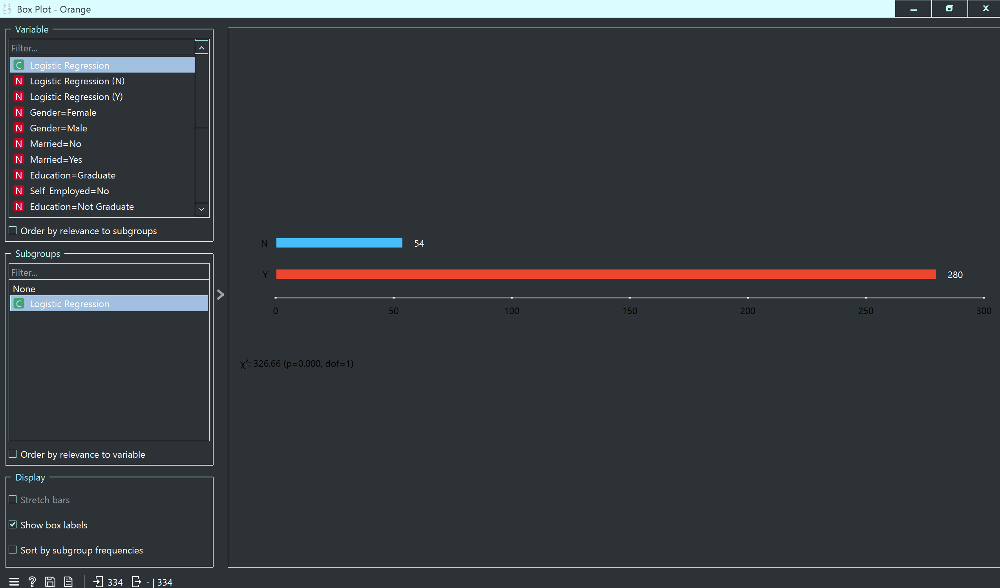 Box Plot - Orange
Variable
Filter...
C Logistic Regression
N Logistic Regression (N)
N Logistic Regression (Y)
N Gender=Female
N Gender=Male
N Married=No
N Married=Yes
N Education=Graduate
N Self_Employed=No
N Education=Not Graduate
Order by relevance to subgroups
Subgroups
Filter...
None
C Logistic Regression
Order by relevance to variable
Display
Stretch bars
Show box labels
Sort by subgroup frequencies
334 - | 334
N 54
Y 280
0 50 100 150 200 250 300
χ²: 326.66 (p=0.000, dof=1)